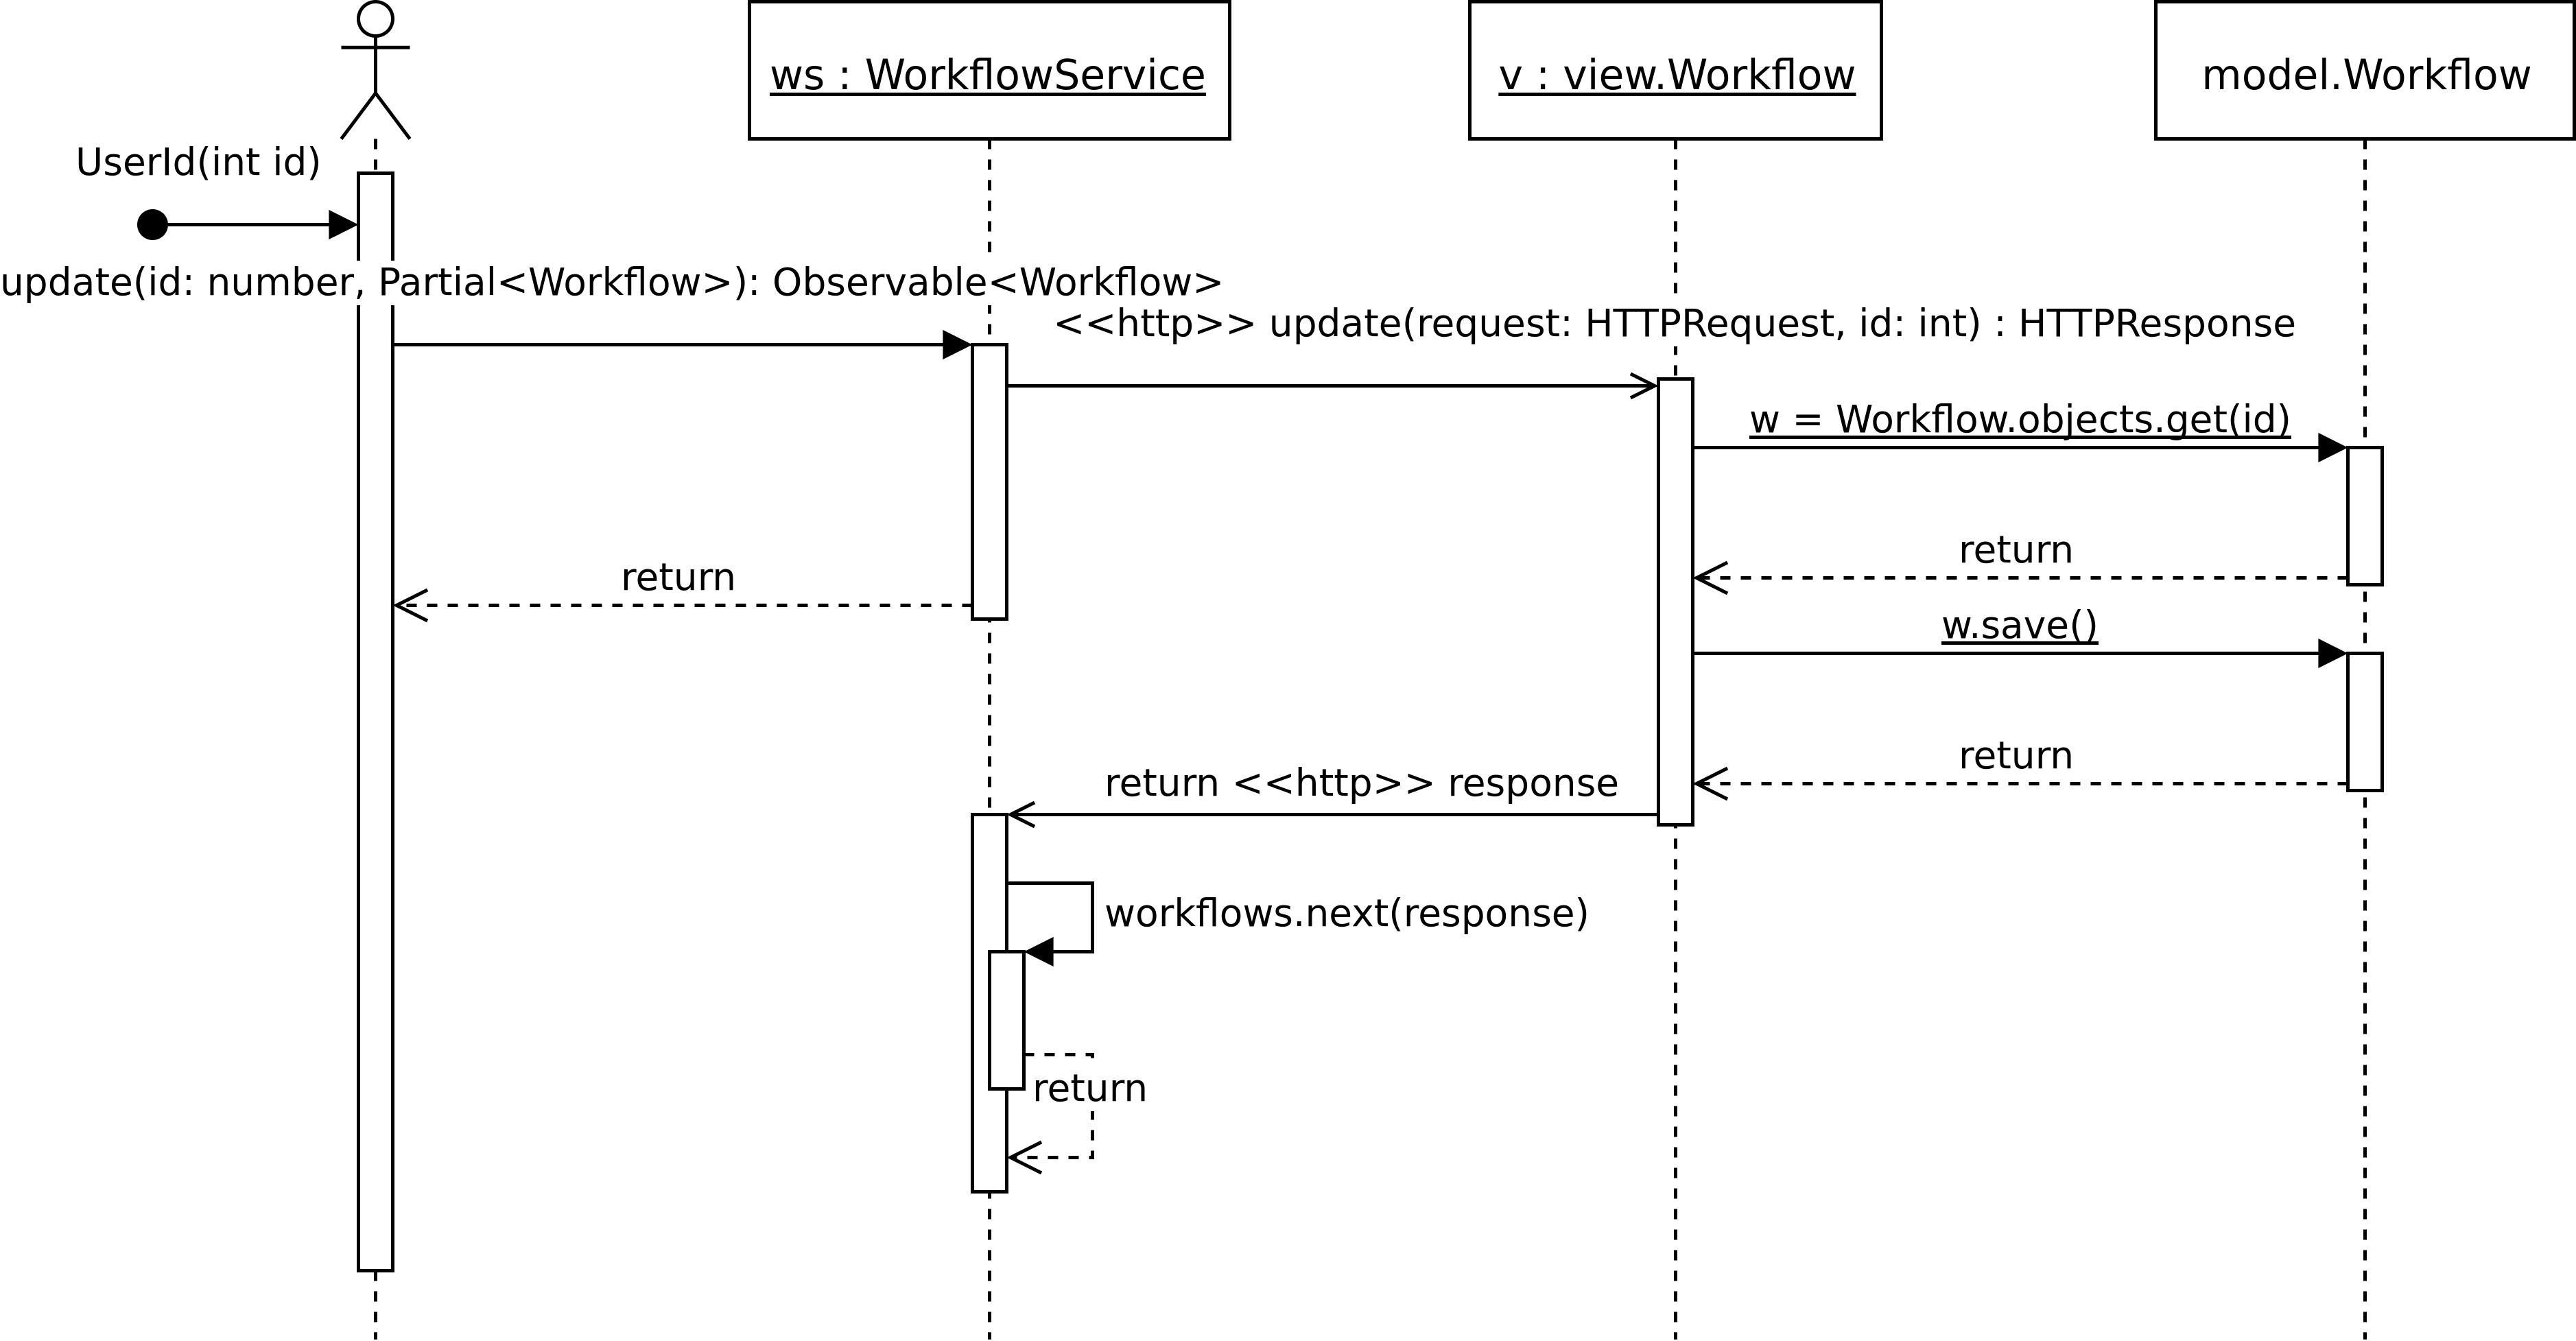 ws : WorkflowService
v : view.Workflow
model.Workflow
UserId(int id)
update(id: number, Partial<Workflow>): Observable<Workflow>
<<http>> update(request: HTTPRequest, id: int) : HTTPResponse
w = Workflow.objects.get(id)
return
return
w.save()
return
return <<http>> response
workflows.next(response)
return